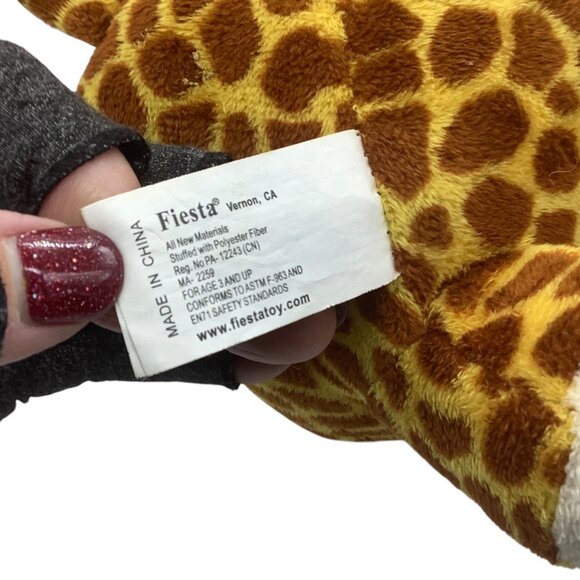 Fiesta® Vernon, CA
All New Materials
Stuffed with Polyester Fiber
Reg. No PA- 12243 (CN)
MA- 2259
FOR AGE 3 AND UP
CONFORMS TO ASTM F-963 AND
EN71 SAFETY STANDARDS
www.fiestatoy.com
MADE IN CHINA